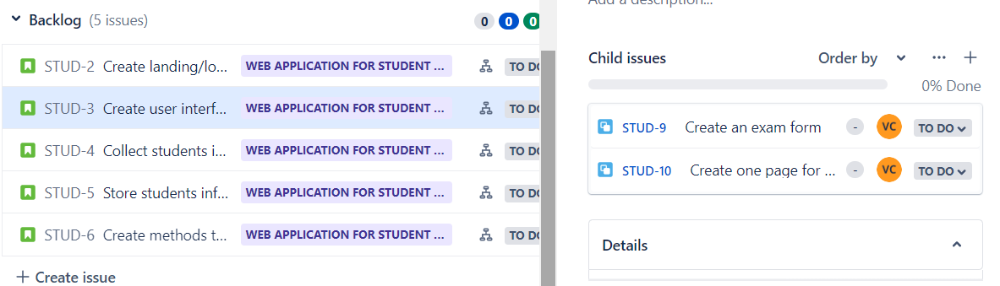 Backlog (5 issues)
0 0 0
STUD-2 Create landing/lo... WEB APPLICATION FOR STUDENT ... TO DO
STUD-3 Create user interf... WEB APPLICATION FOR STUDENT ... TO DO
STUD-4 Collect students i... WEB APPLICATION FOR STUDENT ... TO DO
STUD-5 Store students inf... WEB APPLICATION FOR STUDENT ... TO DO
STUD-6 Create methods t... WEB APPLICATION FOR STUDENT ... TO DO
+ Create issue
Add a description...
Child issues Order by ... +
0% Done
STUD-9 Create an exam form - VC TO DO
STUD-10 Create one page for ... - VC TO DO
Details